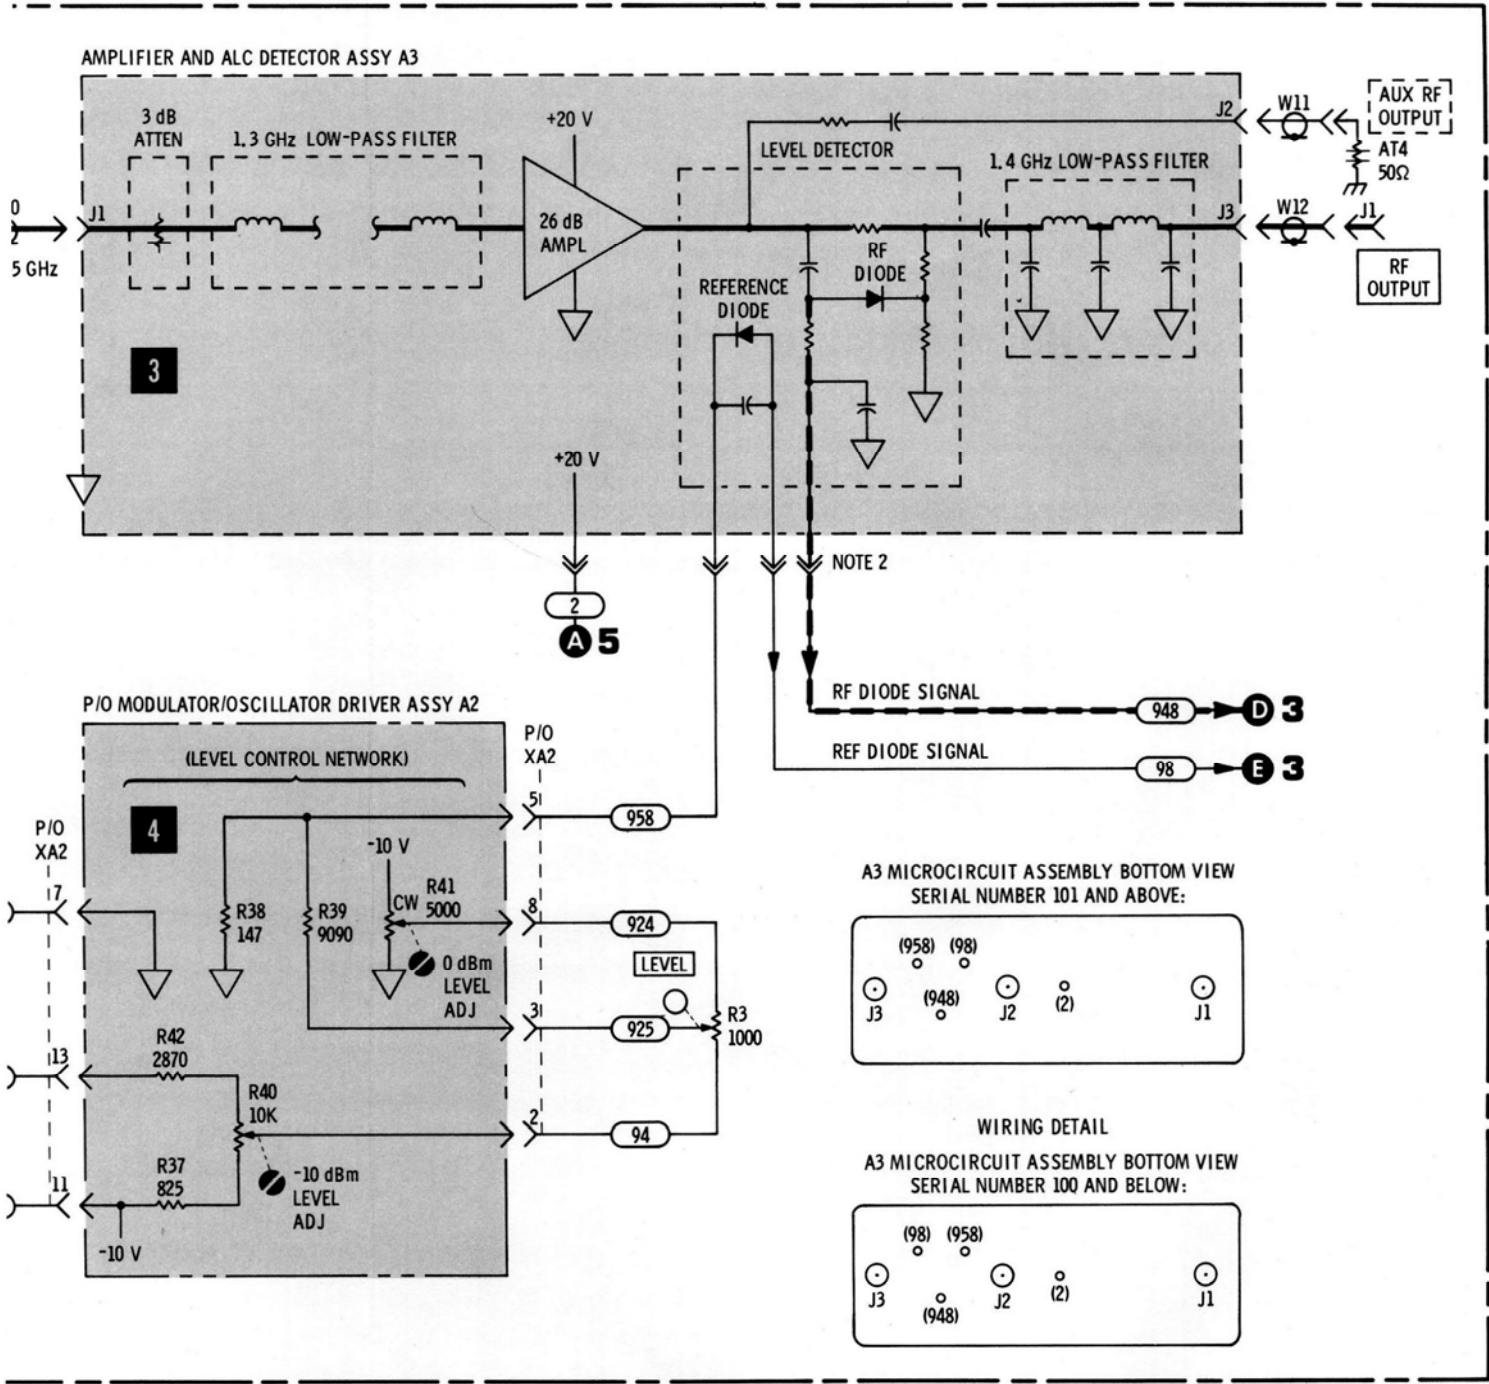 AMPLIFIER AND ALC DETECTOR ASSY A3
3 dB
ATTEN
1.3 GHz LOW-PASS FILTER
+20 V
LEVEL DETECTOR
1.4 GHz LOW-PASS FILTER
J2
W11
AUX RF
OUTPUT
AT4
50Ω
0
2
5 GHz
J1
26 dB
AMPL
RF
DIODE
REFERENCE
DIODE
J3
W12
J1
RF
OUTPUT
3
+20 V
NOTE 2
2
A 5
RF DIODE SIGNAL
948
D 3
REF DIODE SIGNAL
98
E 3
P/O MODULATOR/OSCILLATOR DRIVER ASSY A2
(LEVEL CONTROL NETWORK)
P/O
XA2
4
P/O
XA2
5
958
-10 V
7
R38
147
R39
9090
CW
R41
5000
8
924
0 dBm
LEVEL
ADJ
LEVEL
3
925
R3
1000
13
R42
2870
R40
10K
2
94
11
R37
825
-10 dBm
LEVEL
ADJ
-10 V
A3 MICROCIRCUIT ASSEMBLY BOTTOM VIEW
SERIAL NUMBER 101 AND ABOVE:
(958) (98)
J3
(948)
J2
(2)
J1
WIRING DETAIL
A3 MICROCIRCUIT ASSEMBLY BOTTOM VIEW
SERIAL NUMBER 100 AND BELOW:
(98) (958)
J3
(948)
J2
(2)
J1